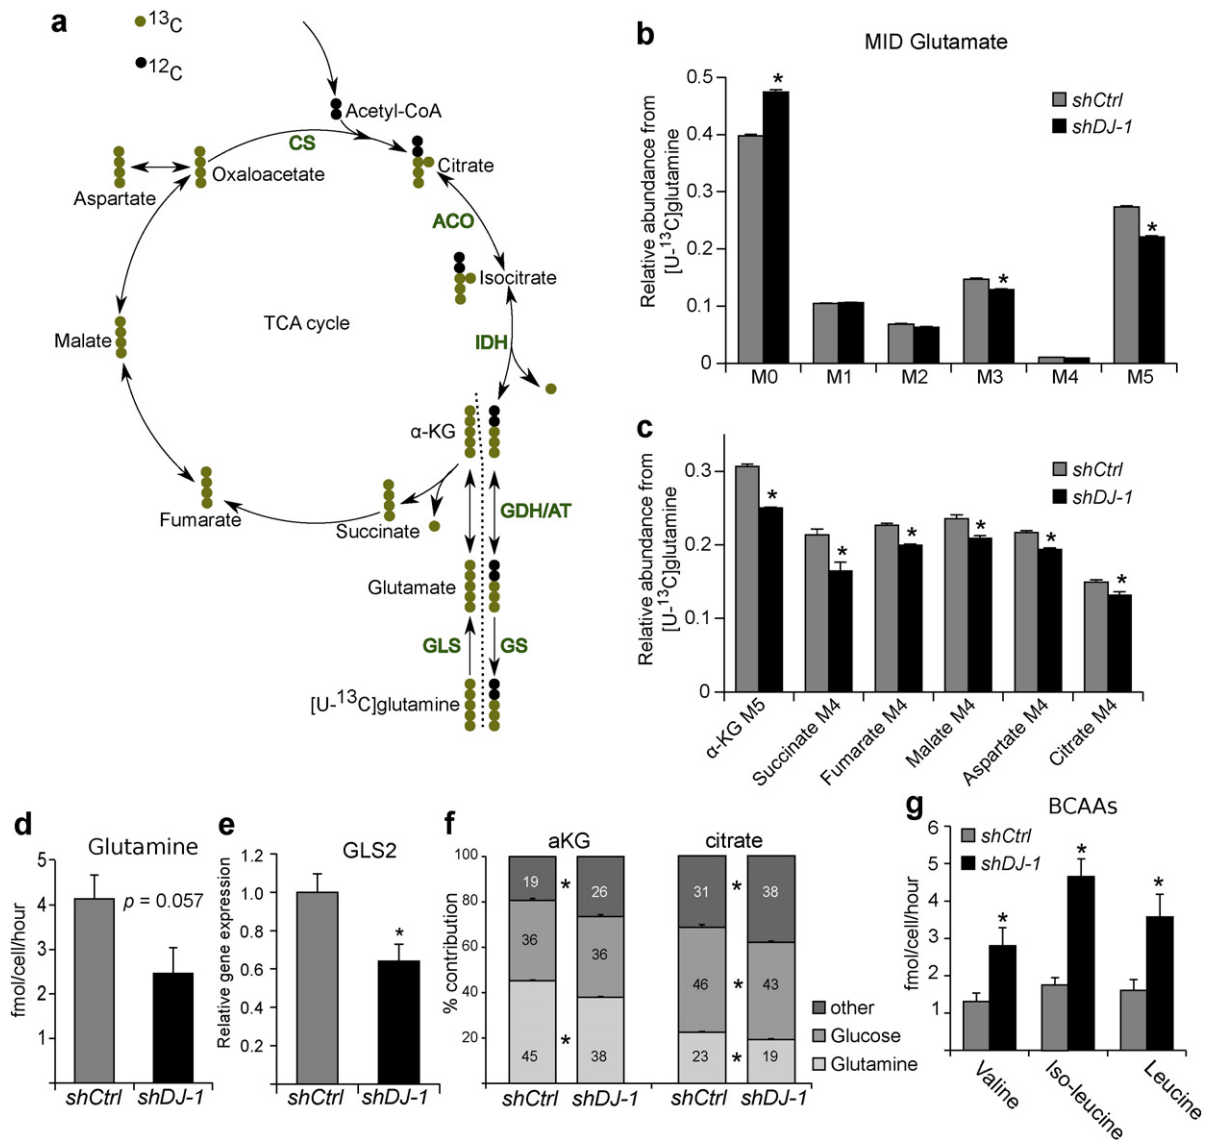 a
13C
12C
Acetyl-CoA
CS
Citrate
Oxaloacetate
Aspartate
ACO
Isocitrate
TCA cycle
Malate
IDH
α-KG
Fumarate
Succinate
GDH/AT
Glutamate
GLS
GS
[U-13C]glutamine
b
MID Glutamate
Relative abundance from
[U-13C]glutamine
0.5
0.4
0.3
0.2
0.1
0
shCtrl
shDJ-1
*
*
*
M0 M1 M2 M3 M4 M5
c
Relative abundance from
[U-13C]glutamine
0.3
0.2
0.1
0
shCtrl
shDJ-1
* * * * * *
α-KG M5
Succinate M4
Fumarate M4
Malate M4
Aspartate M4
Citrate M4
d
Glutamine
fmol/cell/hour
5
4
3
2
1
p = 0.057
shCtrl shDJ-1
e
GLS2
Relative gene expression
1.2
1.0
0.8
0.6
0.4
0.2
*
shCtrl shDJ-1
f
aKG citrate
% contribution
100
80
60
40
20
19 * 26
36 36
45 * 38
31 * 38
46 * 43
23 * 19
shCtrl shDJ-1 shCtrl shDJ-1
other
Glucose
Glutamine
g
BCAAs
fmol/cell/hour
6
5
4
3
2
1
shCtrl
shDJ-1
* * *
Valine
Iso-leucine
Leucine